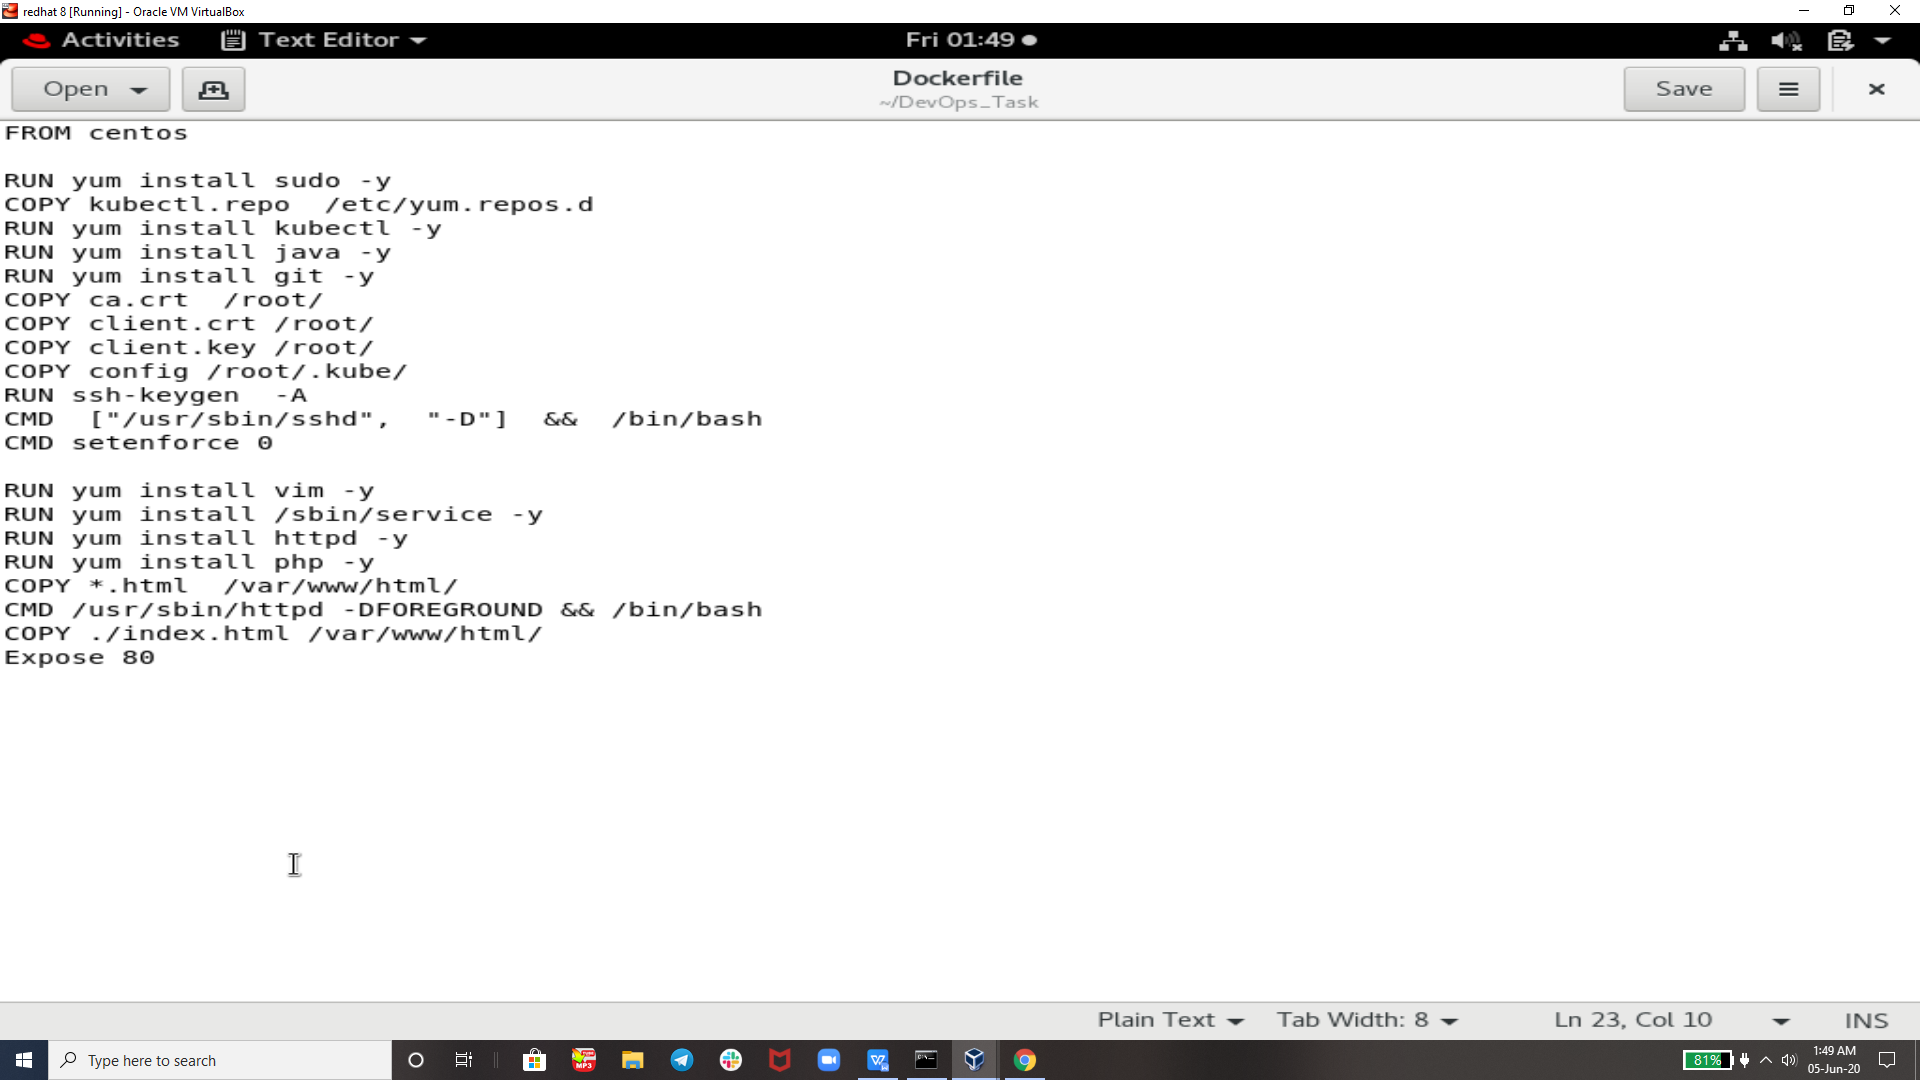 redhat 8 [Running] - Oracle VM VirtualBox
Activities Text Editor Fri 01:49
Open Dockerfile Save
~/DevOps_Task
FROM centos
RUN yum install sudo -y
COPY kubectl.repo  /etc/yum.repos.d
RUN yum install kubectl -y
RUN yum install java -y
RUN yum install git -y
COPY ca.crt  /root/
COPY client.crt /root/
COPY client.key /root/
COPY config /root/.kube/
RUN ssh-keygen  -A
CMD  ["/usr/sbin/sshd",  "-D"]  &&  /bin/bash
CMD setenforce 0
RUN yum install vim -y
RUN yum install /sbin/service -y
RUN yum install httpd -y
RUN yum install php -y
COPY *.html  /var/www/html/
CMD /usr/sbin/httpd -DFOREGROUND && /bin/bash
COPY ./index.html /var/www/html/
Expose 80
Plain Text Tab Width: 8 Ln 23, Col 10 INS
Type here to search
MP3
81%
1:49 AM
05-Jun-20